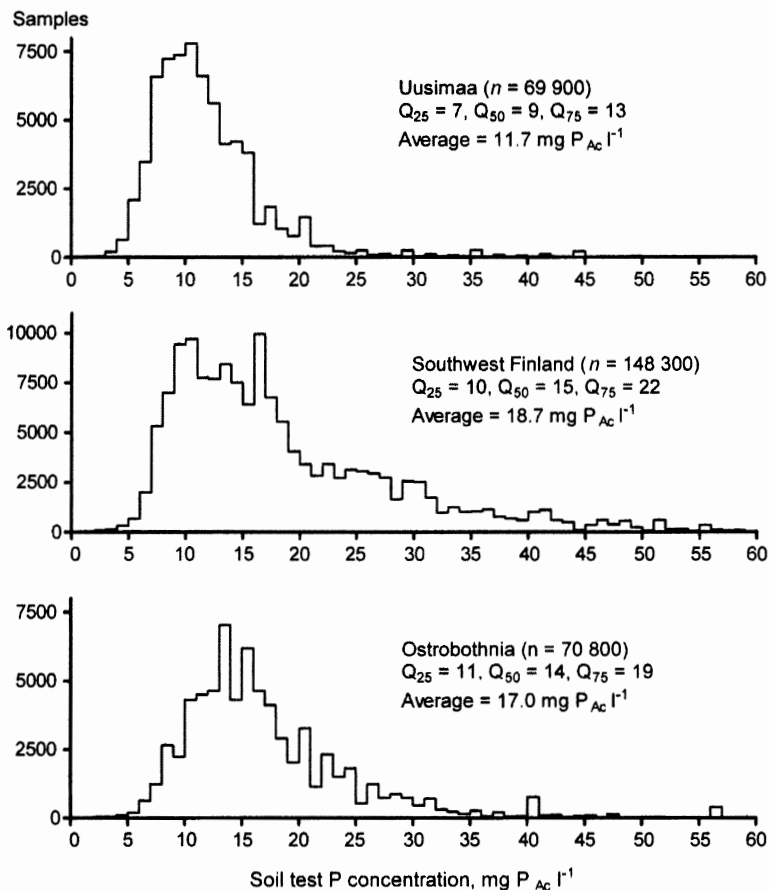 Samples
7500
Uusimaa (n = 69 900)
Q25 = 7, Q50 = 9, Q75 = 13
5000
Average = 11.7 mg P Ac l-1
2500
0
0 5 10 15 20 25 30 35 40 45 50 55 60
10000
Southwest Finland (n = 148 300)
7500
Q25 = 10, Q50 = 15, Q75 = 22
Average = 18.7 mg P Ac l-1
5000
2500
0
0 5 10 15 20 25 30 35 40 45 50 55 60
7500
Ostrobothnia (n = 70 800)
Q25 = 11, Q50 = 14, Q75 = 19
5000
Average = 17.0 mg P Ac l-1
2500
0
0 5 10 15 20 25 30 35 40 45 50 55 60
Soil test P concentration, mg P Ac l-1